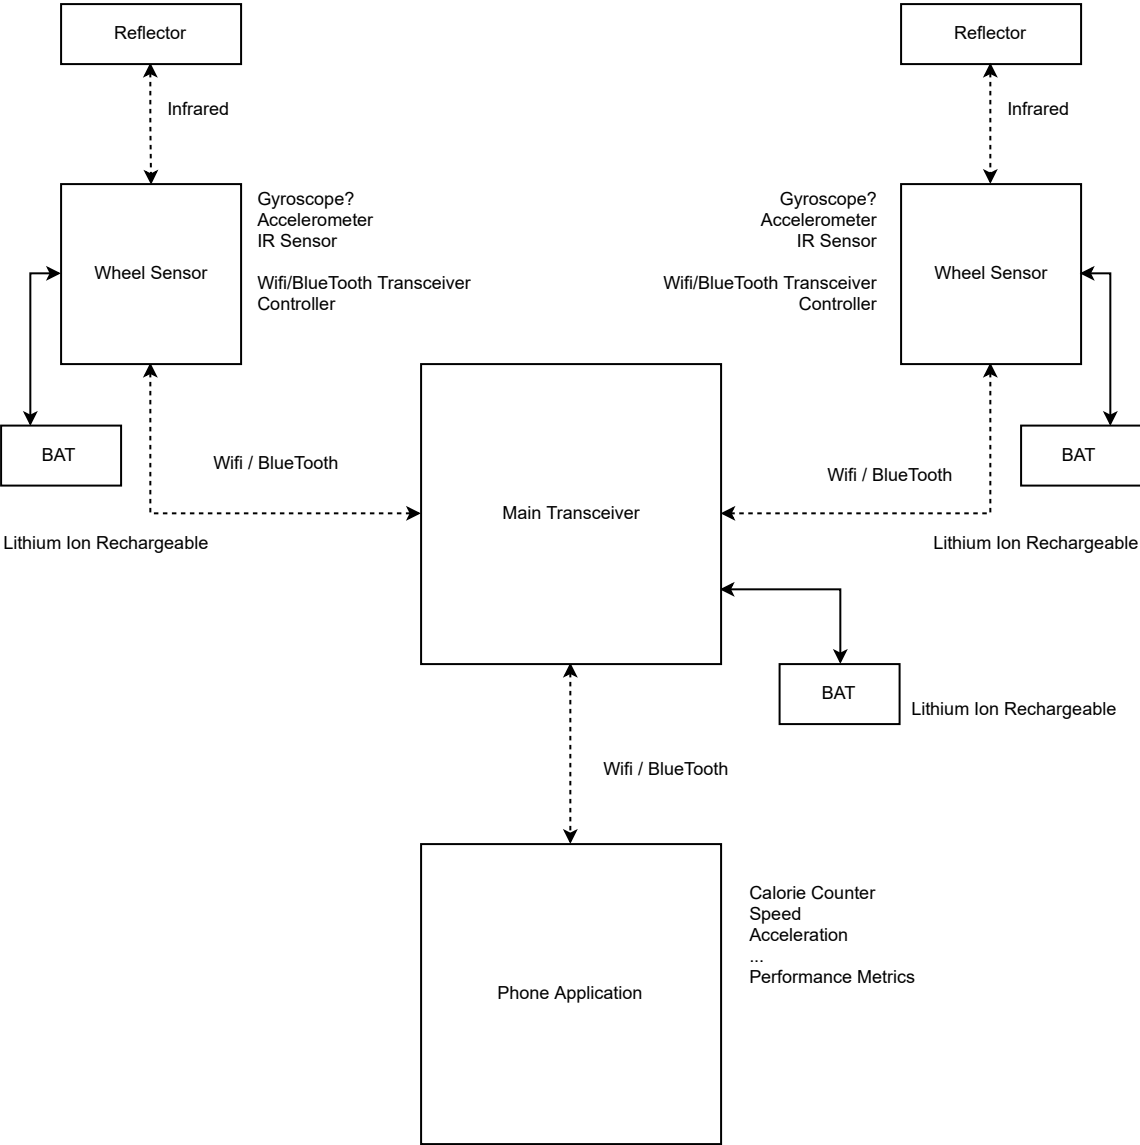 Reflector
Reflector
Infrared
Infrared
Gyroscope?
Accelerometer
IR Sensor
Wifi/BlueTooth Transceiver
Controller
Wheel Sensor
Gyroscope?
Accelerometer
IR Sensor
Wifi/BlueTooth Transceiver
Controller
Wheel Sensor
BAT
Wifi / BlueTooth
Lithium Ion Rechargeable
Main Transceiver
Wifi / BlueTooth
BAT
Lithium Ion Rechargeable
BAT
Lithium Ion Rechargeable
Wifi / BlueTooth
Phone Application
Calorie Counter
Speed
Acceleration
...
Performance Metrics